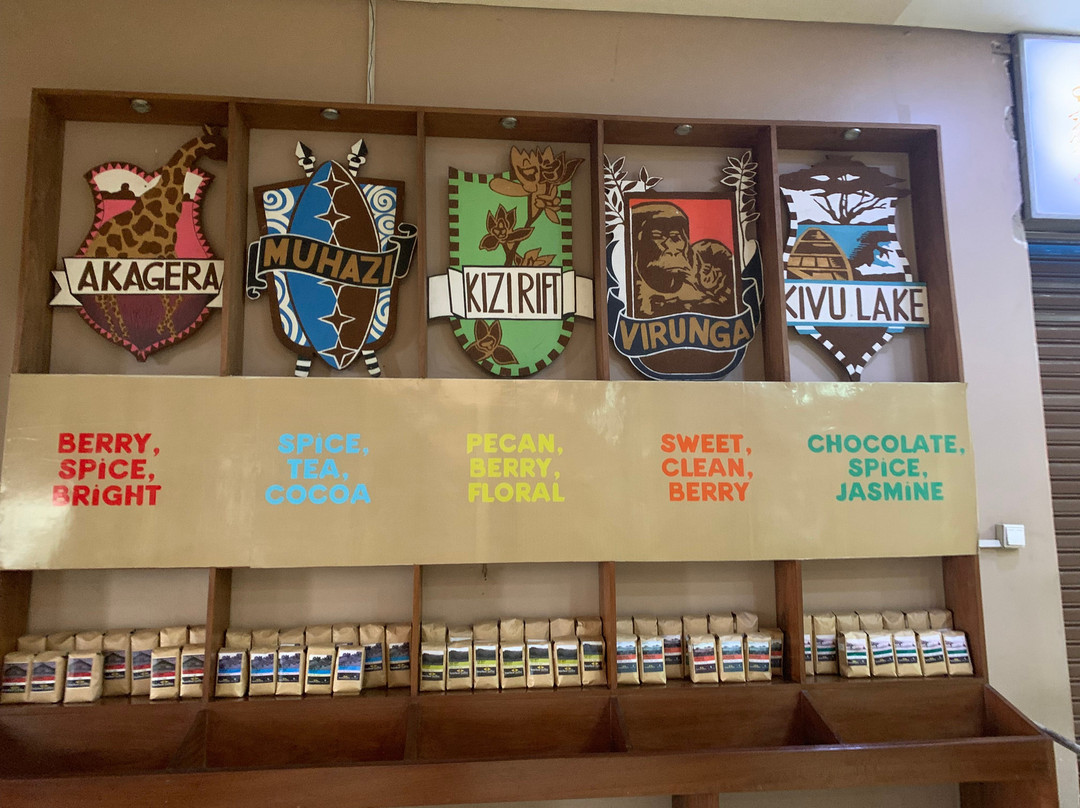 AKAGERA
MUHAZI
KIZI RIFT
VIRUNGA
KIVU LAKE
BERRY,
SPICE,
BRIGHT
SPICE,
TEA,
COCOA
PECAN,
BERRY,
FLORAL
SWEET,
CLEAN,
BERRY
CHOCOLATE,
SPICE,
JASMINE